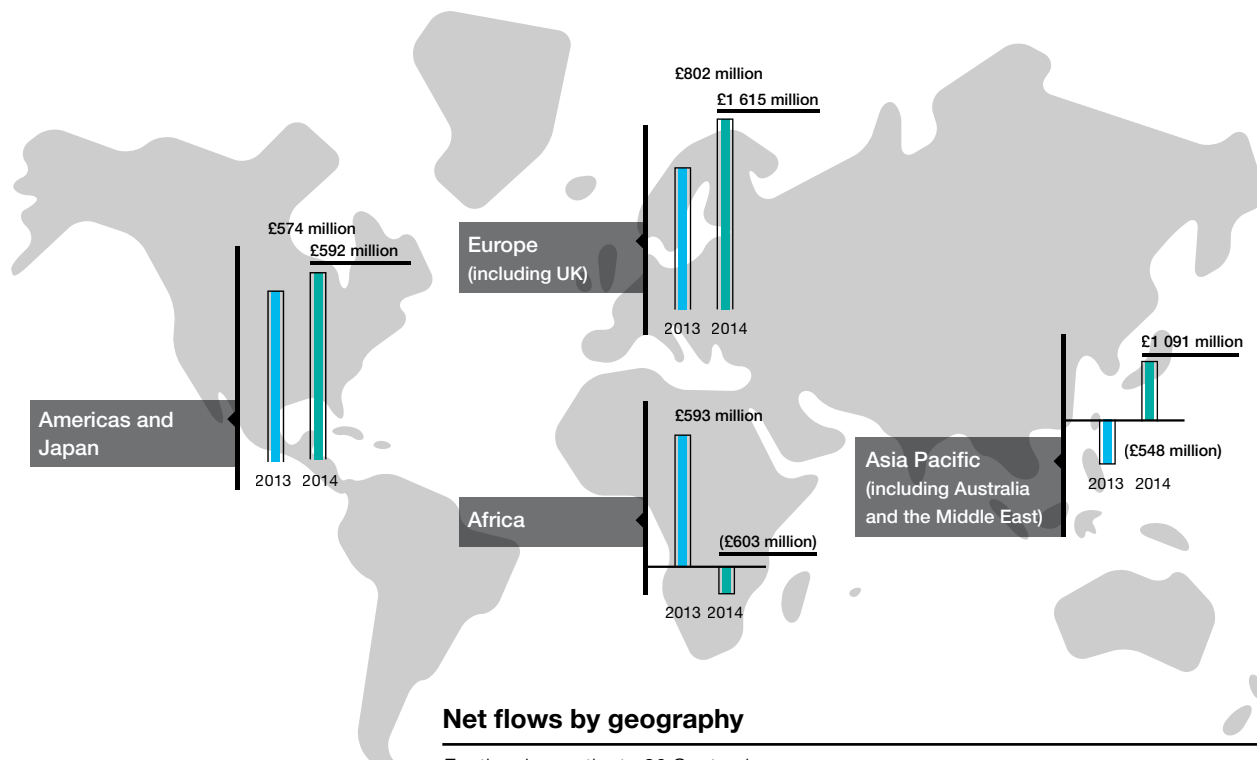 £802 million
£1 615 million
Europe
(including UK)
2013 2014
£574 million
£592 million
Americas and
Japan
2013 2014
£593 million
(£603 million)
Africa
2013 2014
£1 091 million
(£548 million)
Asia Pacific
(including Australia
and the Middle East)
2013 2014
Net flows by geography